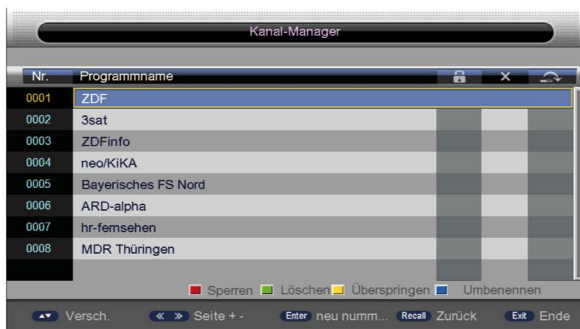 Kanal-Manager
Nr. Programmname
0001 ZDF
0002 3sat
0003 ZDFinfo
0004 neo/KiKA
0005 Bayerisches FS Nord
0006 ARD-alpha
0007 hr-fernsehen
0008 MDR Thüringen
Sperren Löschen Überspringen Umbenennen
Versch. Seite + - Enter neu numm... Recall Zurück Exit Ende